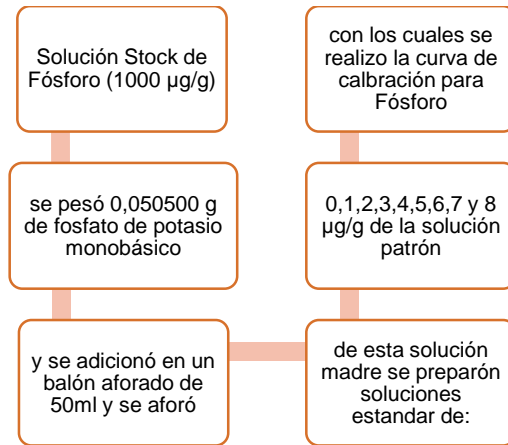 Solución Stock de
Fósforo (1000 µg/g)
se pesó 0,050500 g
de fosfato de potasio
monobásico
y se adicionó en un
balón aforado de
50ml y se aforó
de esta solución
madre se preparón
soluciones
estandar de:
0,1,2,3,4,5,6,7 y 8
µg/g de la solución
patrón
con los cuales se
realizo la curva de
calbración para
Fósforo